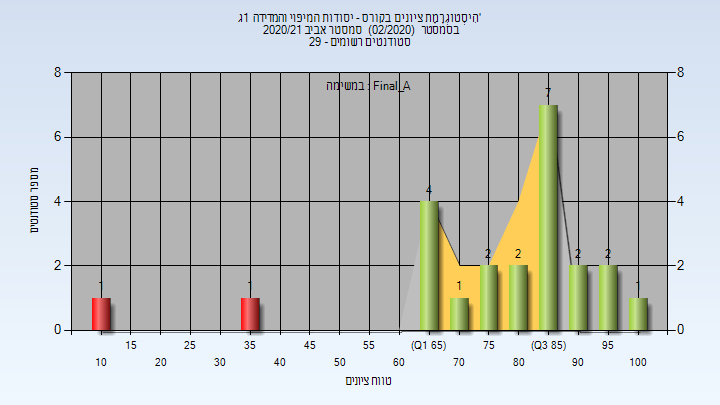 היסטוגרמת ציונים בקורס - יסודות המיפוי והמדידה 1ג'
בסמסטר (02/2020) סמסטר אביב 2020/21
סטודנטים רשומים - 29
במשימה : Final_A
מספר סטודנטים
8 8
6 6
4 4
2 2
0 0
1 1 4 1 2 2 7 2 2 1
15 25 35 45 55 (Q1 65) 75 (Q3 85) 95
10 20 30 40 50 60 70 80 90 100
טווח ציונים